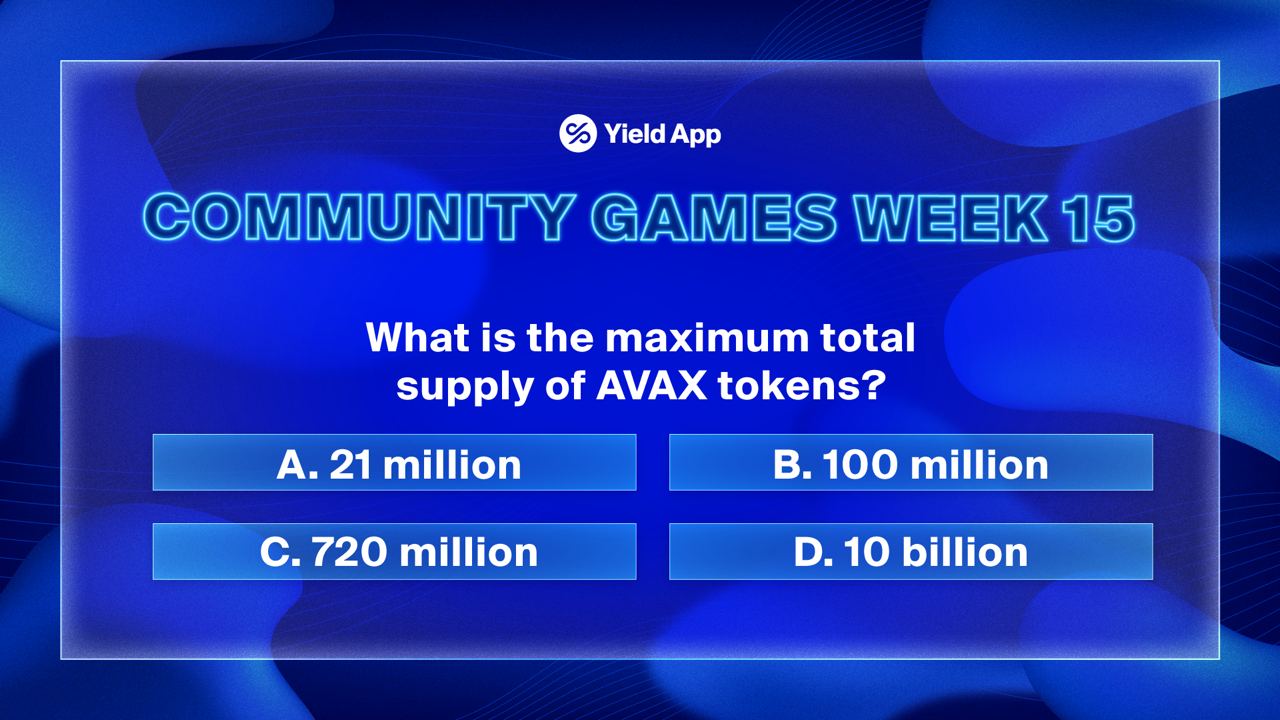 Yield App
COMMUNITY GAMES WEEK 15
What is the maximum total
supply of AVAX tokens?
A. 21 million
B. 100 million
C. 720 million
D. 10 billion